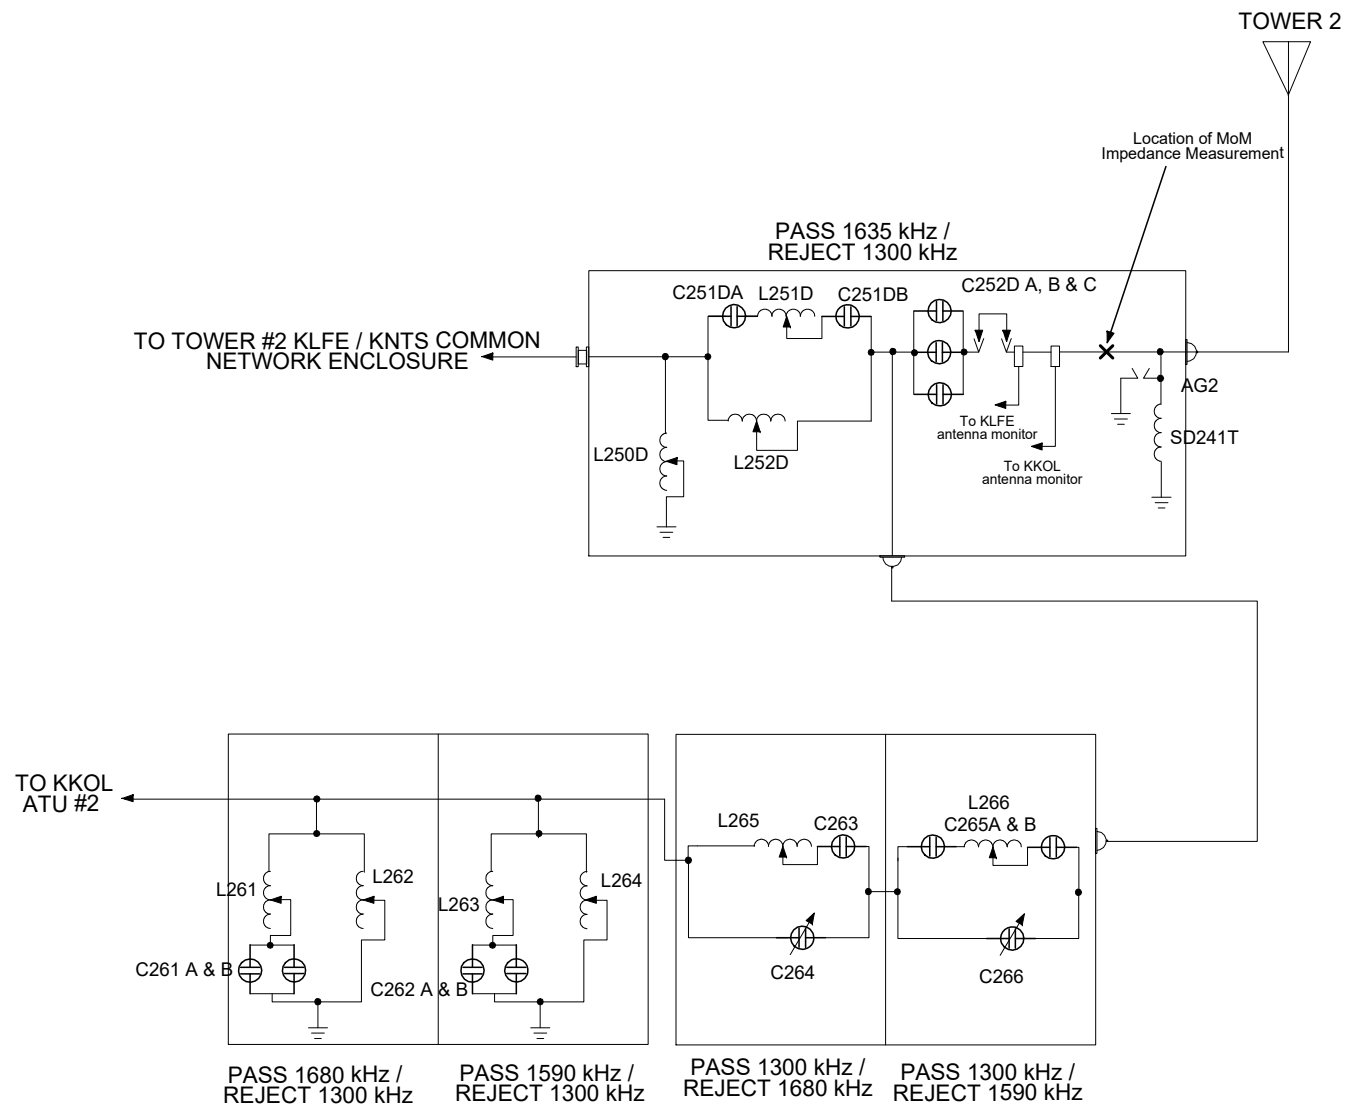 TOWER 2
Location of MoM
Impedance Measurement
PASS 1635 kHz /
REJECT 1300 kHz
C251DA
L251D
C251DB
C252D A, B & C
TO TOWER #2 KLFE / KNTS COMMON
NETWORK ENCLOSURE
AG2
To KLFE
antenna monitor
SD241T
L250D
L252D
To KKOL
antenna monitor
TO KKOL
ATU #2
L265
C263
L266
C265A & B
L261
L262
L263
L264
C261 A & B
C262 A & B
C264
C266
PASS 1680 kHz /
REJECT 1300 kHz
PASS 1590 kHz /
REJECT 1300 kHz
PASS 1300 kHz /
REJECT 1680 kHz
PASS 1300 kHz /
REJECT 1590 kHz